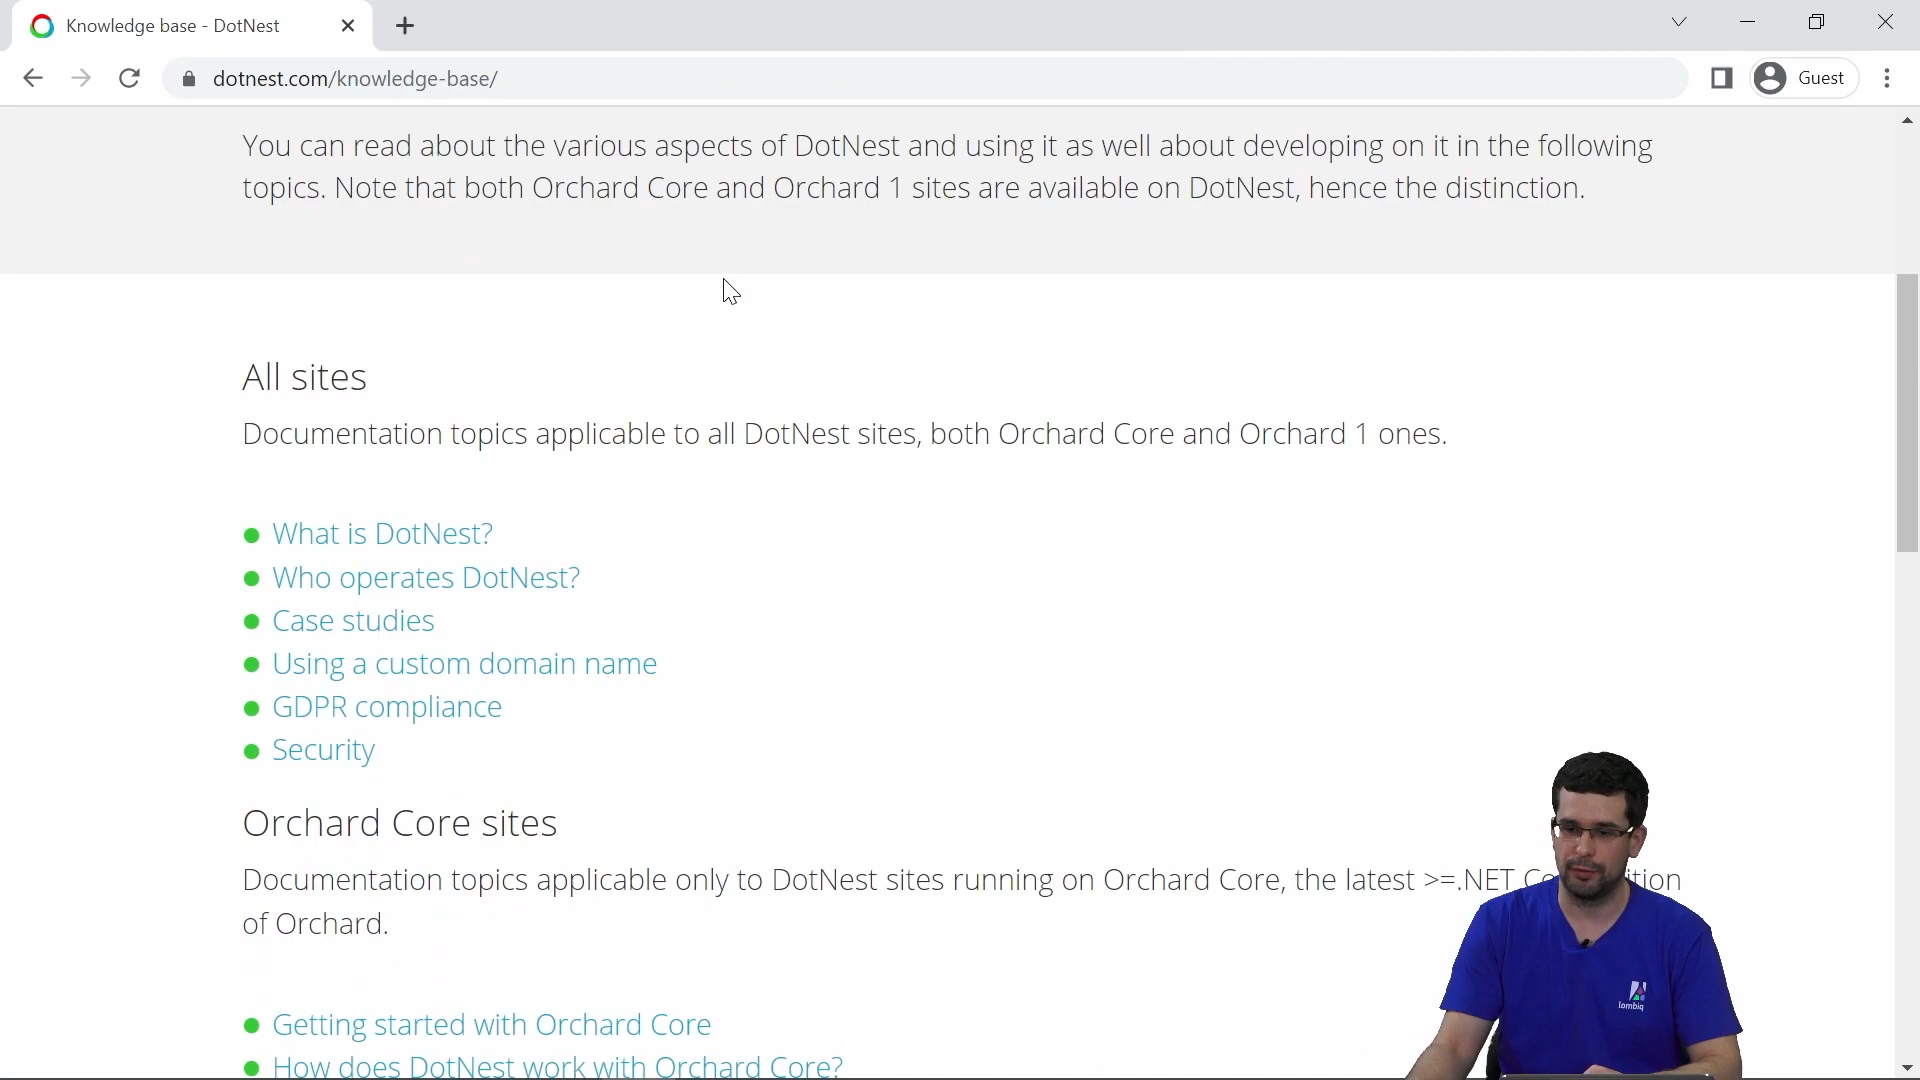 Knowledge base - DotNest
dotnest.com/knowledge-base/
Guest
You can read about the various aspects of DotNest and using it as well about developing on it in the following
topics. Note that both Orchard Core and Orchard 1 sites are available on DotNest, hence the distinction.
All sites
Documentation topics applicable to all DotNest sites, both Orchard Core and Orchard 1 ones.
What is DotNest?
Who operates DotNest?
Case studies
Using a custom domain name
GDPR compliance
Security
Orchard Core sites
Documentation topics applicable only to DotNest sites running on Orchard Core, the latest >=.NET
of Orchard.
lombiq
Getting started with Orchard Core
How does DotNest work with Orchard Core?